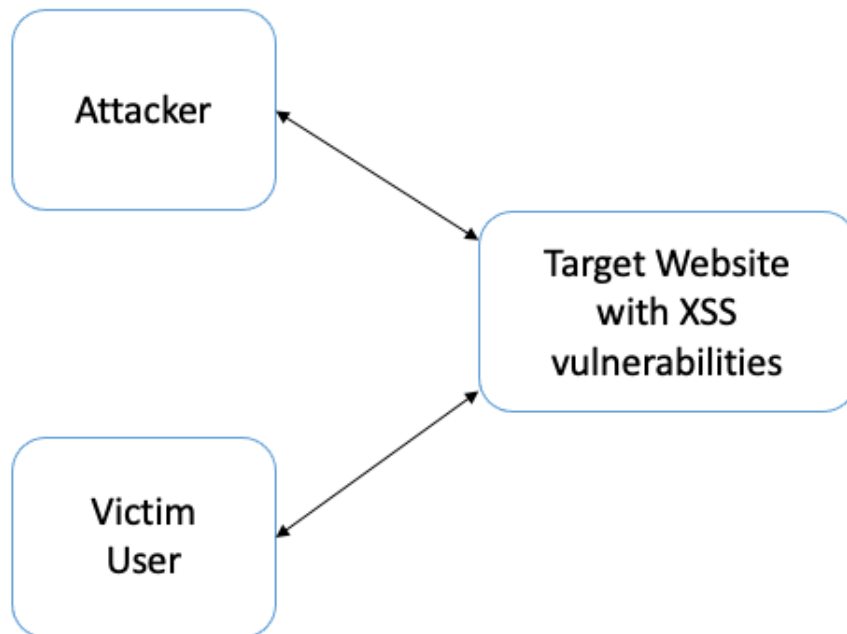 Attacker
Target Website
with XSS
vulnerabilities
Victim
User